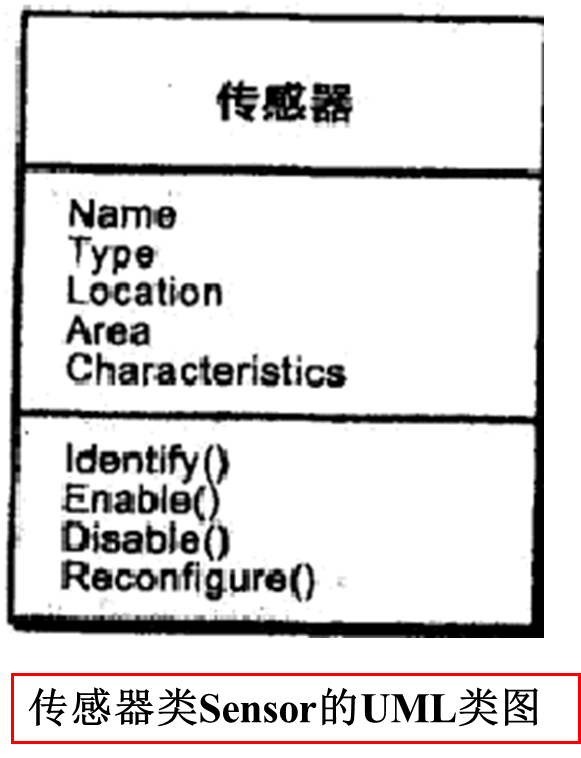 传感器
Name
Type
Location
Area
Characteristics
Identify()
Enable()
Disable()
Reconfigure()
传感器类Sensor的UML类图